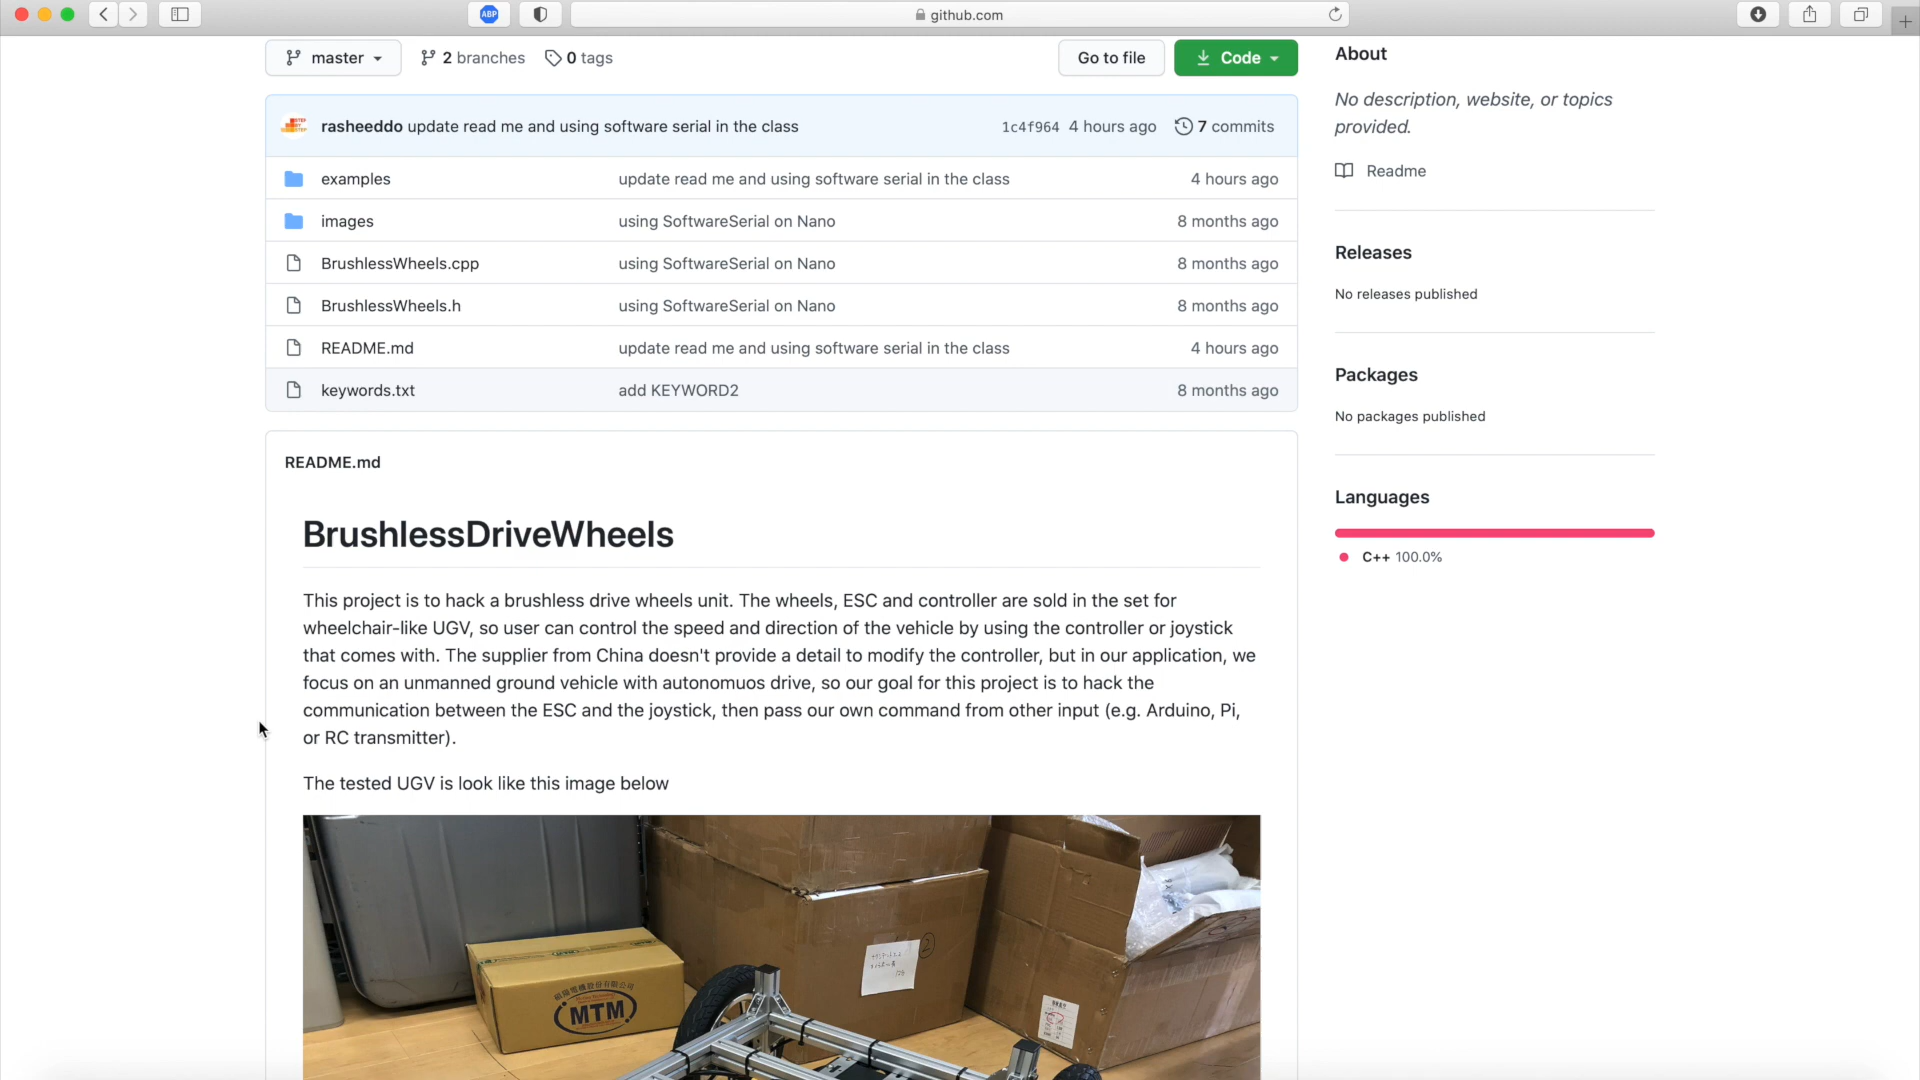 ABP
github.com
master
2 branches
0 tags
Go to file
Code
About
No description, website, or topics
provided.
Readme
rasheeddo update read me and using software serial in the class
1c4f964 4 hours ago
7 commits
examples
update read me and using software serial in the class
4 hours ago
images
using SoftwareSerial on Nano
8 months ago
BrushlessWheels.cpp
using SoftwareSerial on Nano
8 months ago
BrushlessWheels.h
using SoftwareSerial on Nano
8 months ago
README.md
update read me and using software serial in the class
4 hours ago
keywords.txt
add KEYWORD2
8 months ago
Releases
No releases published
Packages
No packages published
Languages
C++ 100.0%
README.md
BrushlessDriveWheels
This project is to hack a brushless drive wheels unit. The wheels, ESC and controller are sold in the set for
wheelchair-like UGV, so user can control the speed and direction of the vehicle by using the controller or joystick
that comes with. The supplier from China doesn't provide a detail to modify the controller, but in our application, we
focus on an unmanned ground vehicle with autonomuos drive, so our goal for this project is to hack the
communication between the ESC and the joystick, then pass our own command from other input (e.g. Arduino, Pi,
or RC transmitter).
The tested UGV is look like this image below
MTM
2